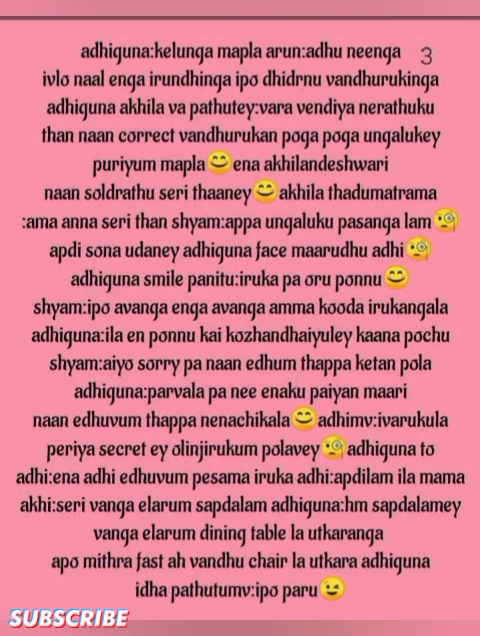 adhiguna:kelunga mapla arun:adhu neenga 3
ivlo naal enga irundhinga ipo dhidrnu vandhurukinga
adhiguna akhila va pathutey:vara vendiya nerathuku
than naan correct vandhurukan poga poga ungalukey
puriyum mapla😊ena akhilandeshwari
naan soldrathu seri thaaney😊akhila thadumatrama
:ama anna seri than shyam:appa ungaluku pasanga lam🧐
apdi sona udaney adhiguna face maarudhu adhi🧐
adhiguna smile panitu:iruka pa oru ponnu😊
shyam:ipo avanga enga avanga amma kooda irukangala
adhiguna:ila en ponnu kai kozhandhaiyuley kaana pochu
shyam:aiyo sorry pa naan edhum thappa ketan pola
adhiguna:parvala pa nee enaku paiyan maari
naan edhuvum thappa nenachikala😊adhimv:ivarukula
periya secret ey olinjirukum polavey🧐adhiguna to
adhi:ena adhi edhuvum pesama iruka adhi:apdilam ila mama
akhi:seri vanga elarum sapdalam adhiguna:hm sapdalamey
vanga elarum dining table la utkaranga
apo mithra fast ah vandhu chair la utkara adhiguna
idha pathutumv:ipo paru😉
SUBSCRIBE